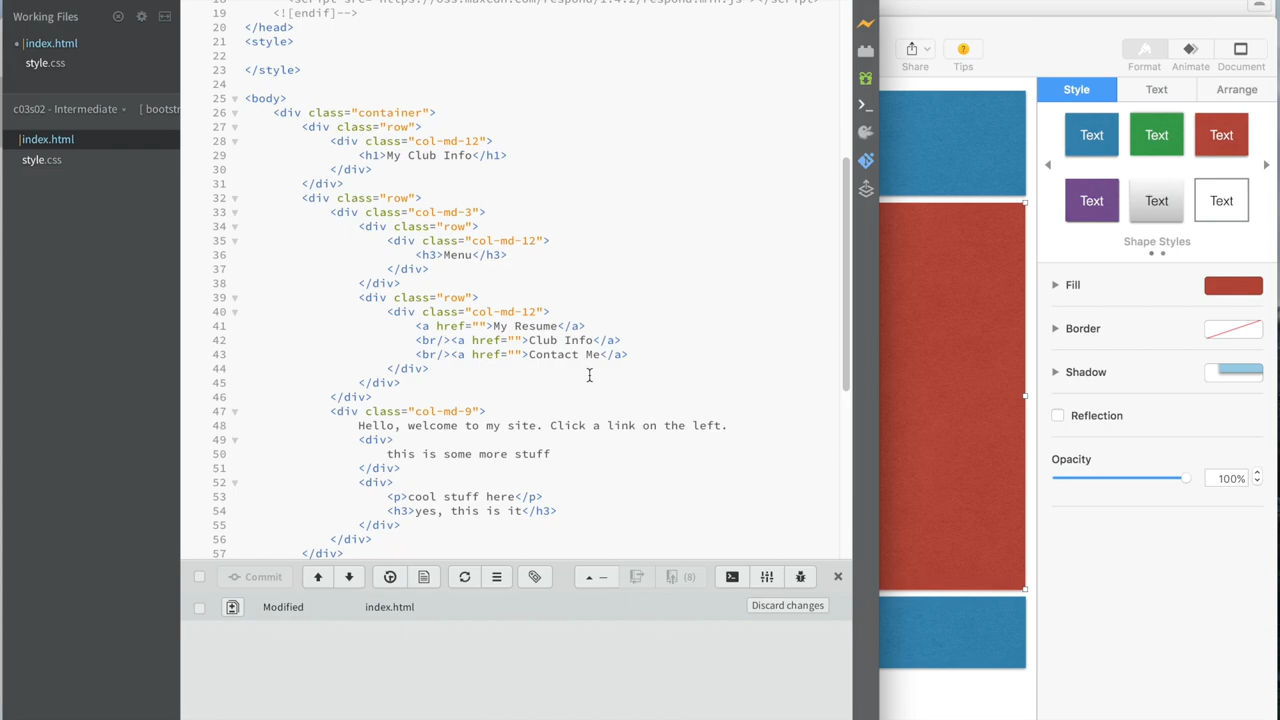 Working Files
index.html
style.css
c03s02 - Intermediate
[ bootstr
index.html
style.css
18
19 <![endif]-->
20 </head>
21 <style>
22
23 </style>
24
25 <body>
26 <div class="container">
27 <div class="row">
28 <div class="col-md-12">
29 <h1>My Club Info</h1>
30 </div>
31 </div>
32 <div class="row">
33 <div class="col-md-3">
34 <div class="row">
35 <div class="col-md-12">
36 <h3>Menu</h3>
37 </div>
38 </div>
39 <div class="row">
40 <div class="col-md-12">
41 <a href="">My Resume</a>
42 <br/><a href="">Club Info</a>
43 <br/><a href="">Contact Me</a>
44 </div>
45 </div>
46 </div>
47 <div class="col-md-9">
48 Hello, welcome to my site. Click a link on the left.
49 <div>
50 this is some more stuff
51 </div>
52 <div>
53 <p>cool stuff here</p>
54 <h3>yes, this is it</h3>
55 </div>
56 </div>
57 </div>
Commit
(8)
Modified index.html Discard changes
Share Tips Format Animate Document
Style Text Arrange
Text Text Text
Text Text Text
Shape Styles
Fill
Border
Shadow
Reflection
Opacity
100%